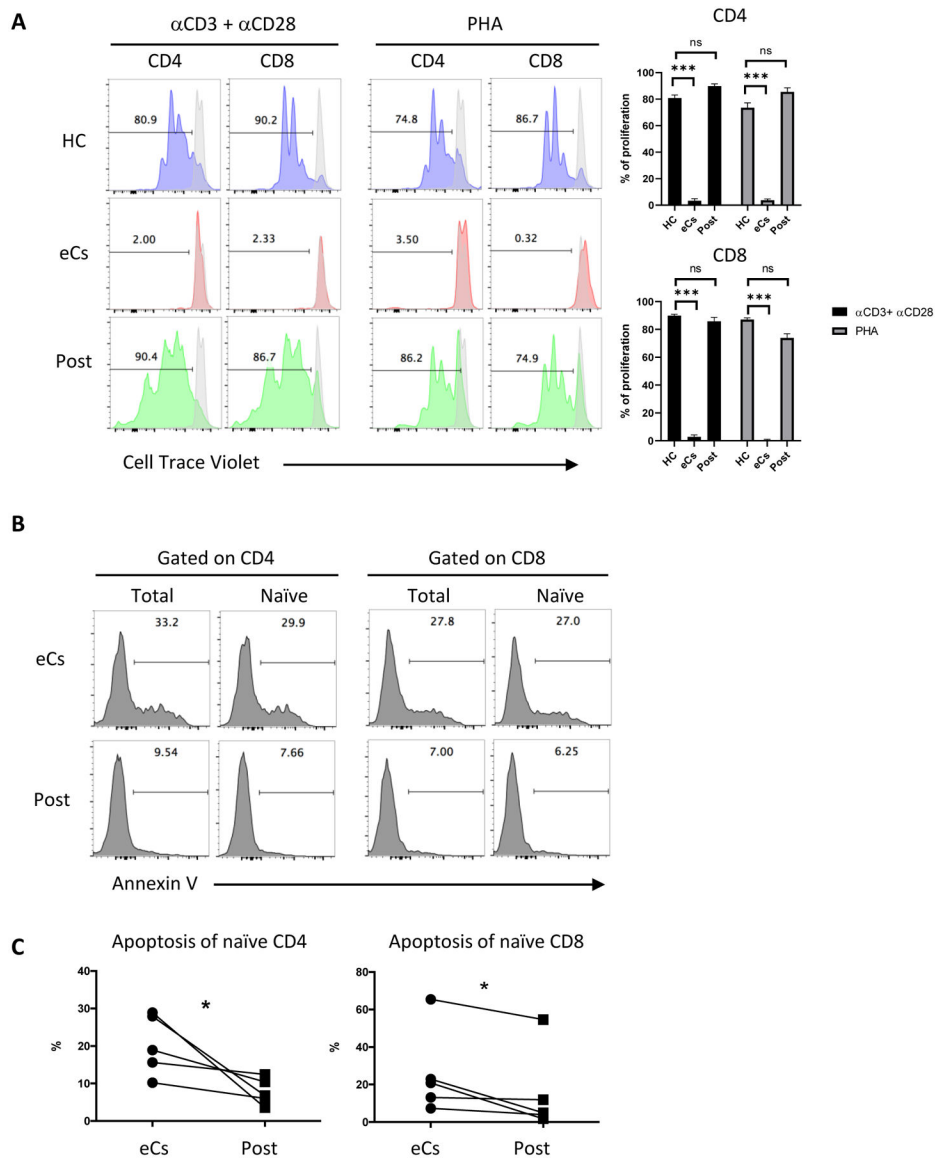 A
αCD3 + αCD28
PHA
CD4
CD8
CD4
CD8
HC
80.9
90.2
74.8
86.7
eCs
2.00
2.33
3.50
0.32
Post
90.4
86.7
86.2
74.9
Cell Trace Violet
CD4
ns
ns
***
***
% of proliferation
100
80
60
40
20
0
HC
eCs
Post
HC
eCs
Post
CD8
ns
ns
***
***
% of proliferation
100
80
60
40
20
0
HC
eCs
Post
HC
eCs
Post
αCD3+ αCD28
PHA
B
Gated on CD4
Gated on CD8
Total
Naïve
Total
Naïve
eCs
33.2
29.9
27.8
27.0
Post
9.54
7.66
7.00
6.25
Annexin V
C
Apoptosis of naïve CD4
%
40
30
20
10
0
*
eCs
Post
Apoptosis of naïve CD8
%
80
60
40
20
0
*
eCs
Post